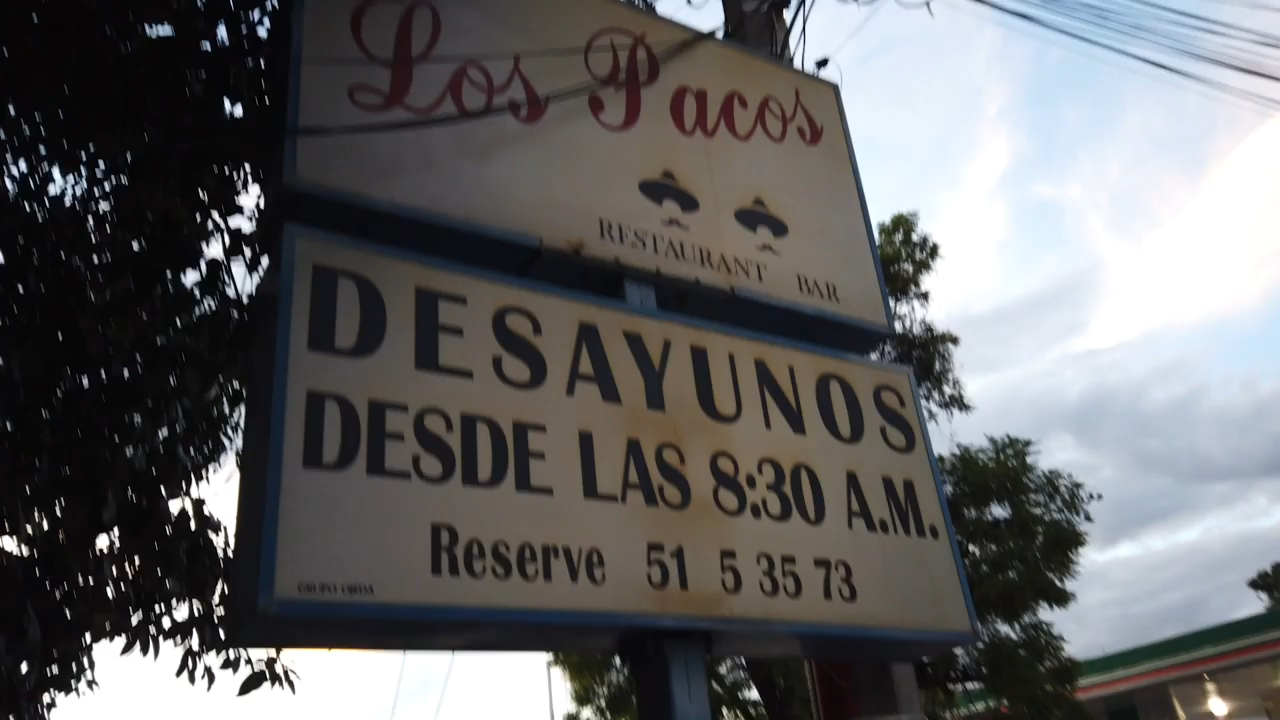 Los Pacos
RESTAURANT BAR
DESAYUNOS
DESDE LAS 8:30 A.M.
Reserve 51 5 35 73